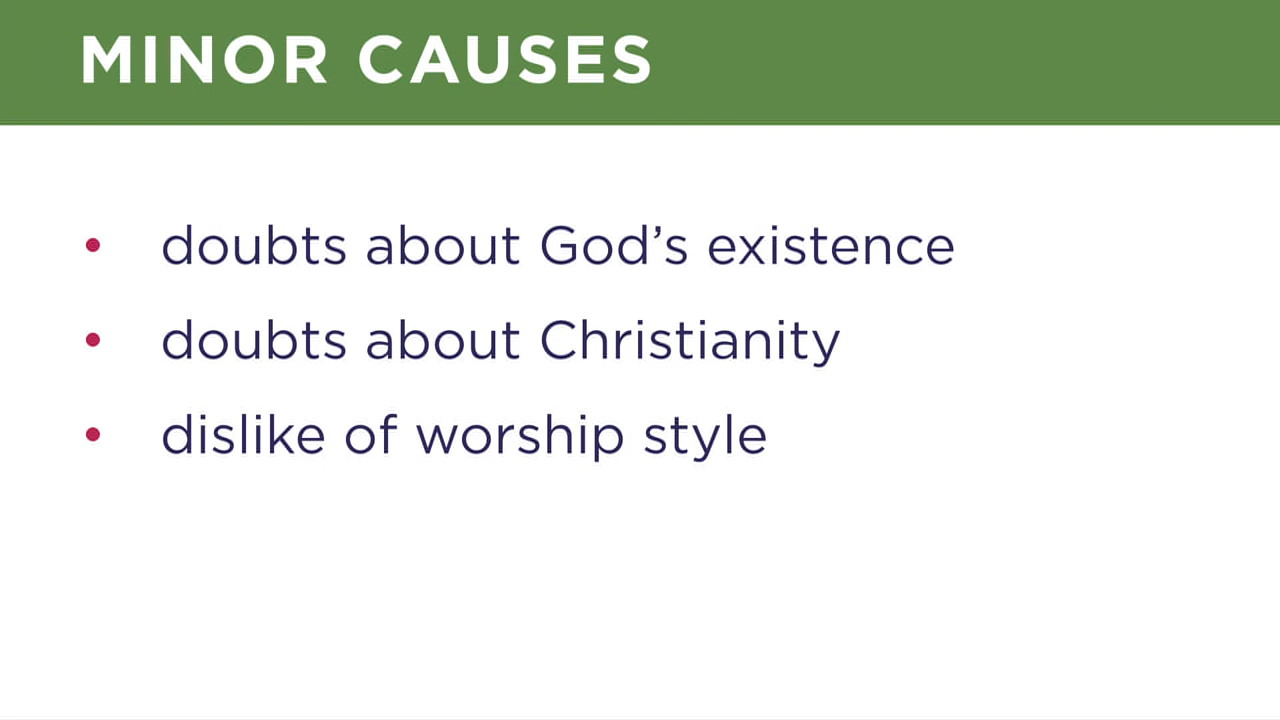 MINOR CAUSES
• doubts about God’s existence
• doubts about Christianity
• dislike of worship style